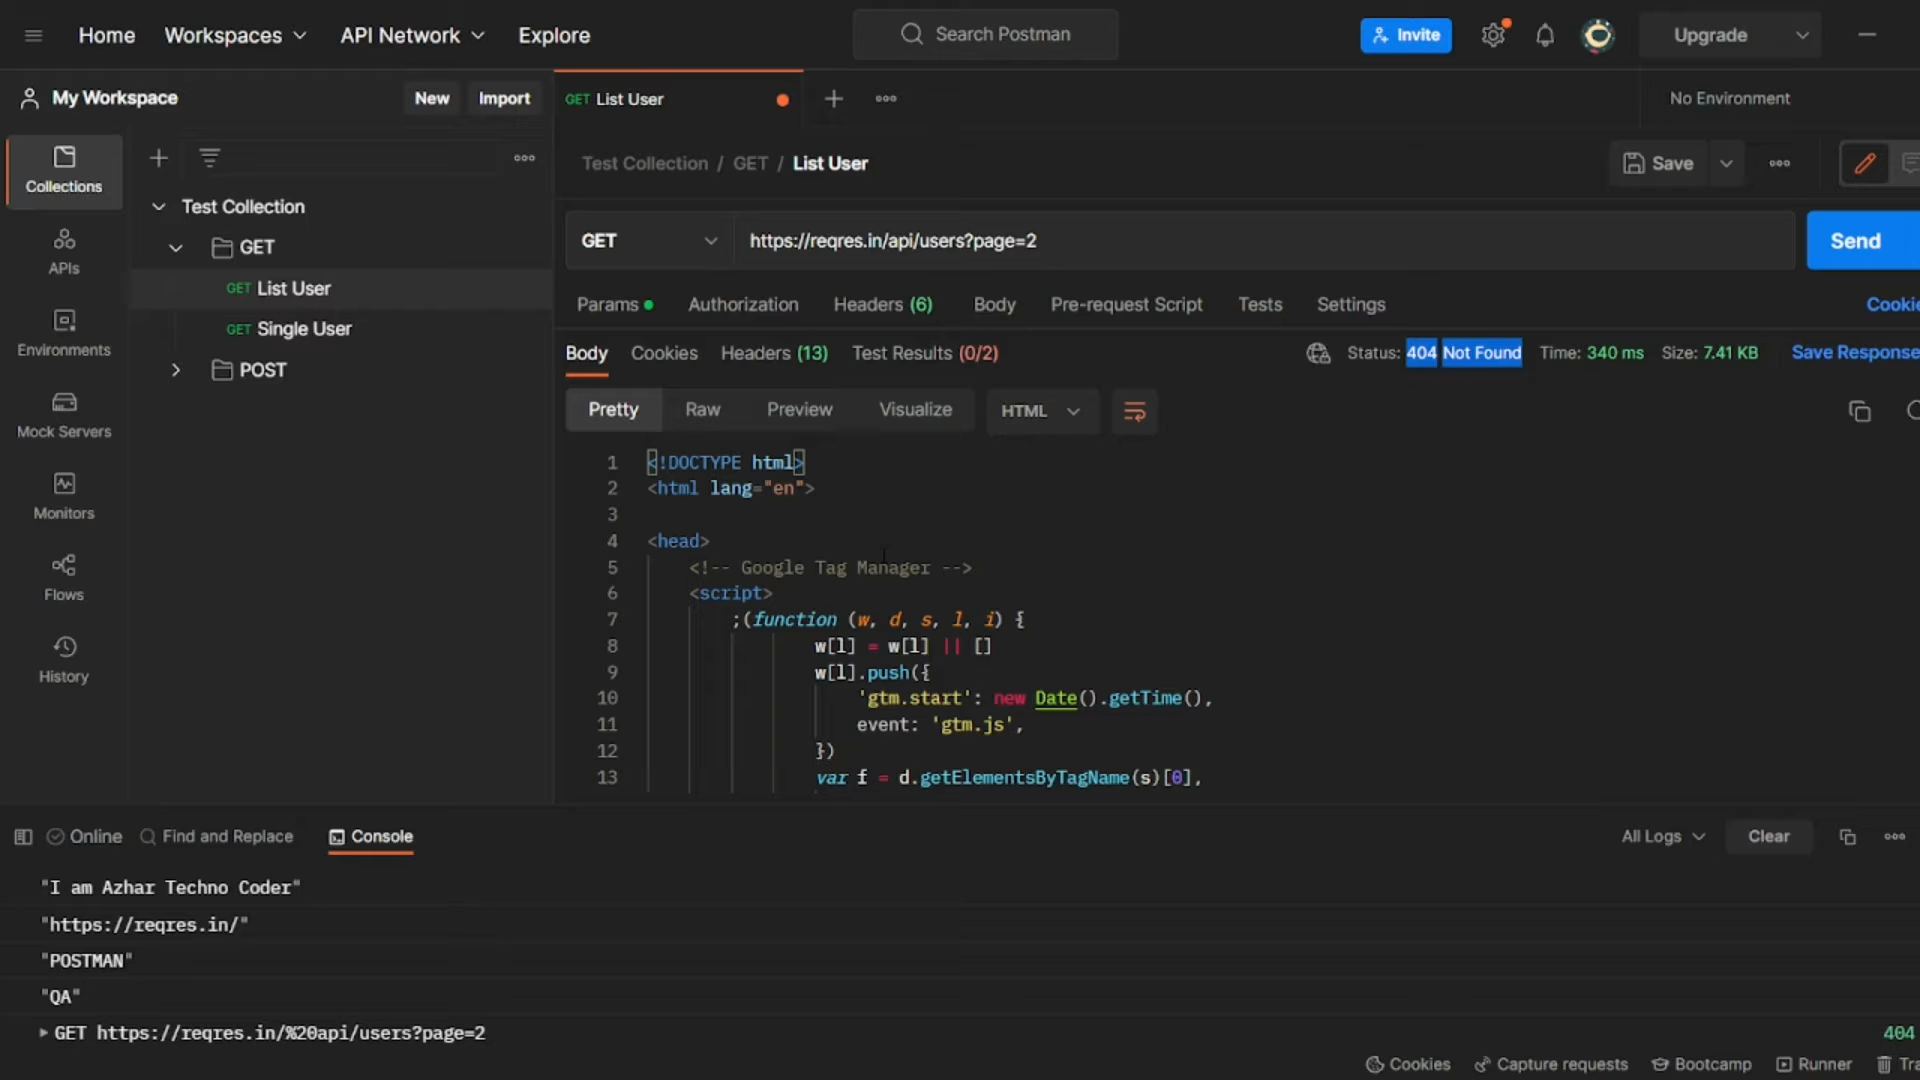 Home Workspaces API Network Explore Search Postman Invite Upgrade
My Workspace New Import GET List User No Environment
Collections
APIs
Environments
Mock Servers
Monitors
Flows
History
Test Collection
GET
GET List User
GET Single User
POST
Test Collection / GET / List User Save
GET https://reqres.in/api/users?page=2 Send
Params Authorization Headers (6) Body Pre-request Script Tests Settings Cookie
Body Cookies Headers (13) Test Results (0/2) Status: 404 Not Found Time: 340 ms Size: 7.41 KB Save Response
Pretty Raw Preview Visualize HTML
1 <!DOCTYPE html>
2 <html lang="en">
3
4 <head>
5 <!-- Google Tag Manager -->
6 <script>
7 ;(function (w, d, s, l, i) {
8 w[l] = w[l] || []
9 w[l].push({
10 'gtm.start': new Date().getTime(),
11 event: 'gtm.js',
12 })
13 var f = d.getElementsByTagName(s)[0],
Online Find and Replace Console All Logs Clear
"I am Azhar Techno Coder"
"https://reqres.in/"
"POSTMAN"
"QA"
GET https://reqres.in/%20api/users?page=2 404
Cookies Capture requests Bootcamp Runner Tra